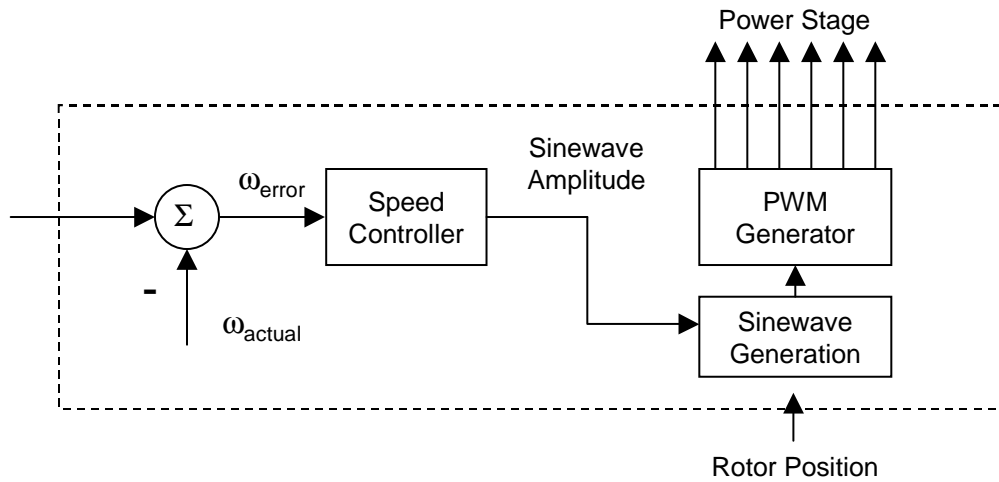 Power Stage
Sinewave
Amplitude
ω_error
Speed
Controller
PWM
Generator
Σ
-
ω_actual
Sinewave
Generation
Rotor Position